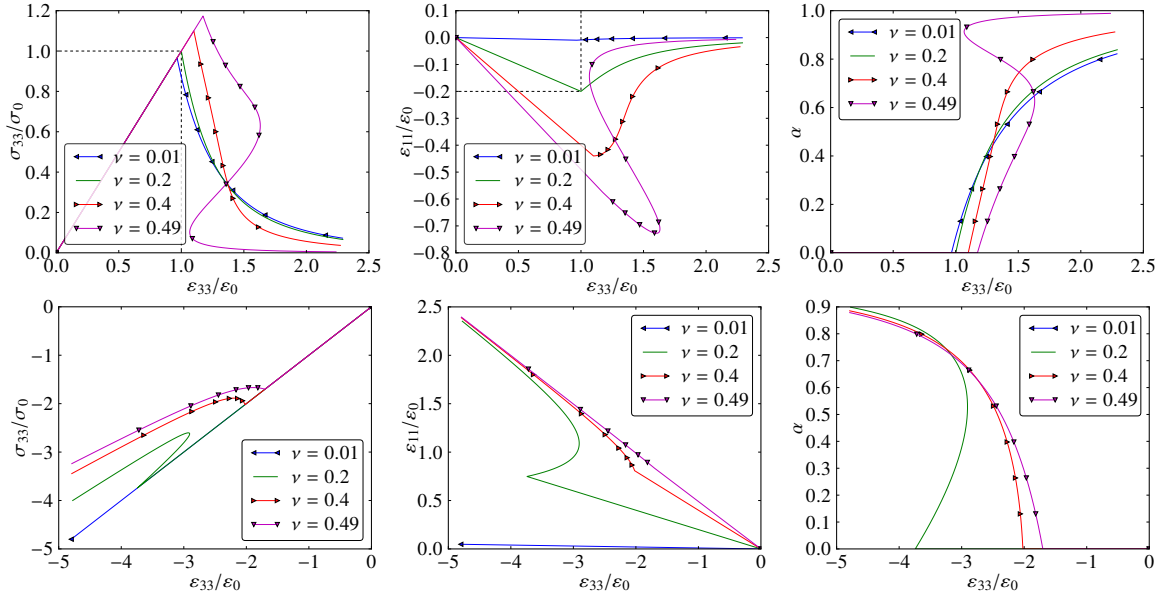 σ₃₃/σ₀
1.0
0.8
0.6
0.4
0.2
0.0
0.0 0.5 1.0 1.5 2.0 2.5
ε₃₃/ε₀
ν = 0.01
ν = 0.2
ν = 0.4
ν = 0.49
ε₁₁/ε₀
0.1
0.0
−0.1
−0.2
−0.3
−0.4
−0.5
−0.6
−0.7
−0.8
0.0 0.5 1.0 1.5 2.0 2.5
ε₃₃/ε₀
ν = 0.01
ν = 0.2
ν = 0.4
ν = 0.49
α
1.0
0.8
0.6
0.4
0.2
0.0
0.0 0.5 1.0 1.5 2.0 2.5
ε₃₃/ε₀
ν = 0.01
ν = 0.2
ν = 0.4
ν = 0.49
σ₃₃/σ₀
0
−1
−2
−3
−4
−5
−5 −4 −3 −2 −1 0
ε₃₃/ε₀
ν = 0.01
ν = 0.2
ν = 0.4
ν = 0.49
ε₁₁/ε₀
2.5
2.0
1.5
1.0
0.5
0.0
−5 −4 −3 −2 −1 0
ε₃₃/ε₀
ν = 0.01
ν = 0.2
ν = 0.4
ν = 0.49
α
0.9
0.8
0.7
0.6
0.5
0.4
0.3
0.2
0.1
0.0
−5 −4 −3 −2 −1 0
ε₃₃/ε₀
ν = 0.01
ν = 0.2
ν = 0.4
ν = 0.49